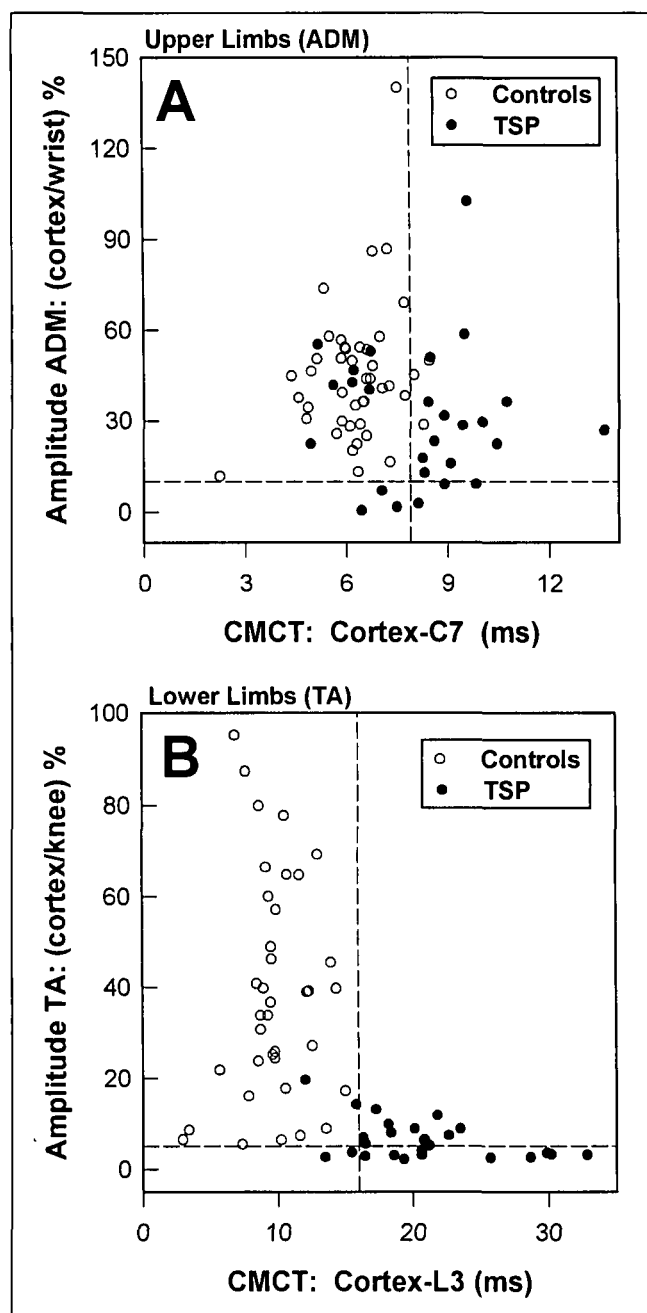 Upper Limbs (ADM)
A
Controls
TSP
Amplitude ADM: (cortex/wrist) %
150
120
90
60
30
0
0 3 6 9 12
CMCT: Cortex-C7 (ms)
Lower Limbs (TA)
B
Controls
TSP
Amplitude TA: (cortex/knee) %
100
80
60
40
20
0
0 10 20 30
CMCT: Cortex-L3 (ms)